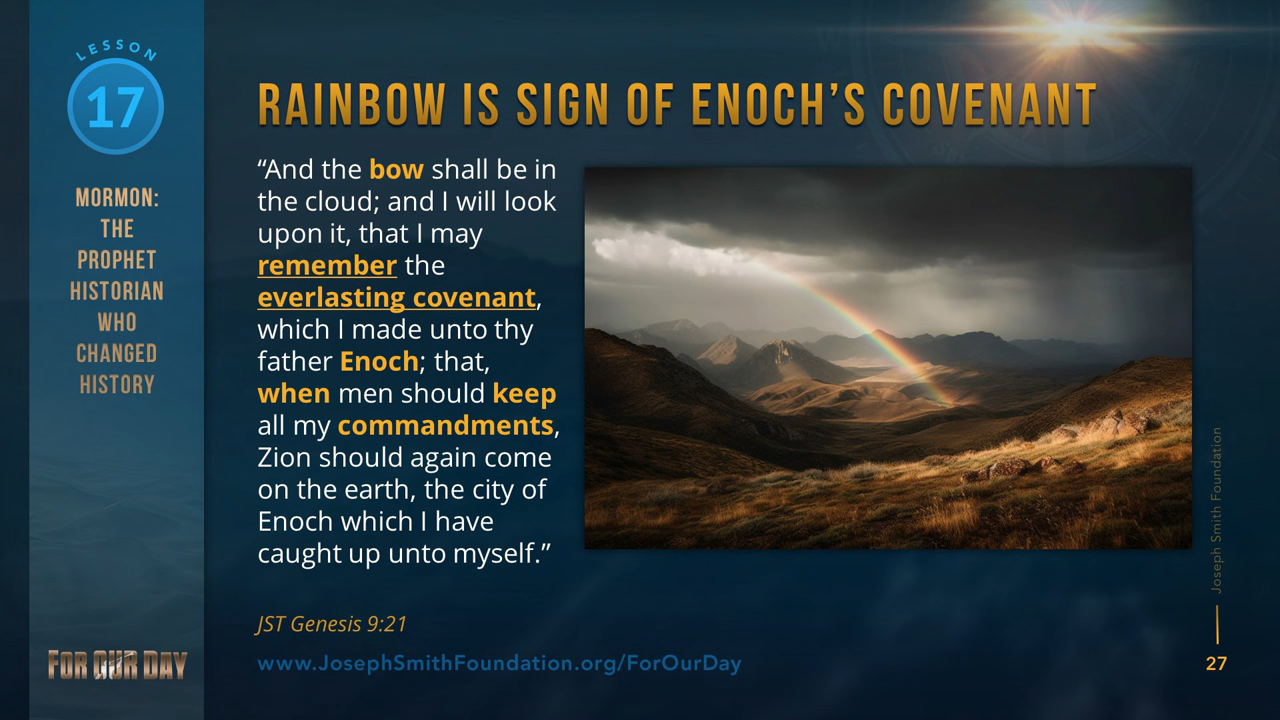 LESSON
17
MORMON:
THE
PROPHET
HISTORIAN
WHO
CHANGED
HISTORY
FOR OUR DAY
RAINBOW IS SIGN OF ENOCH’S COVENANT
“And the bow shall be in
the cloud; and I will look
upon it, that I may
remember the
everlasting covenant,
which I made unto thy
father Enoch; that,
when men should keep
all my commandments,
Zion should again come
on the earth, the city of
Enoch which I have
caught up unto myself.”
JST Genesis 9:21
www.JosephSmithFoundation.org/ForOurDay
Joseph Smith Foundation
27